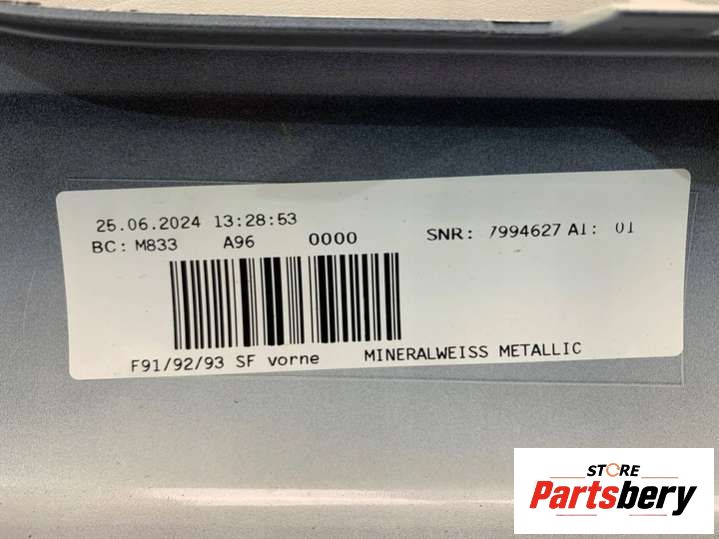 25.06.2024 13:28:53
BC: M833 A96 0000 SNR: 7994627 AI: 01
F91/92/93 SF vorne MINERALWEISS METALLIC
STORE
Partsbery